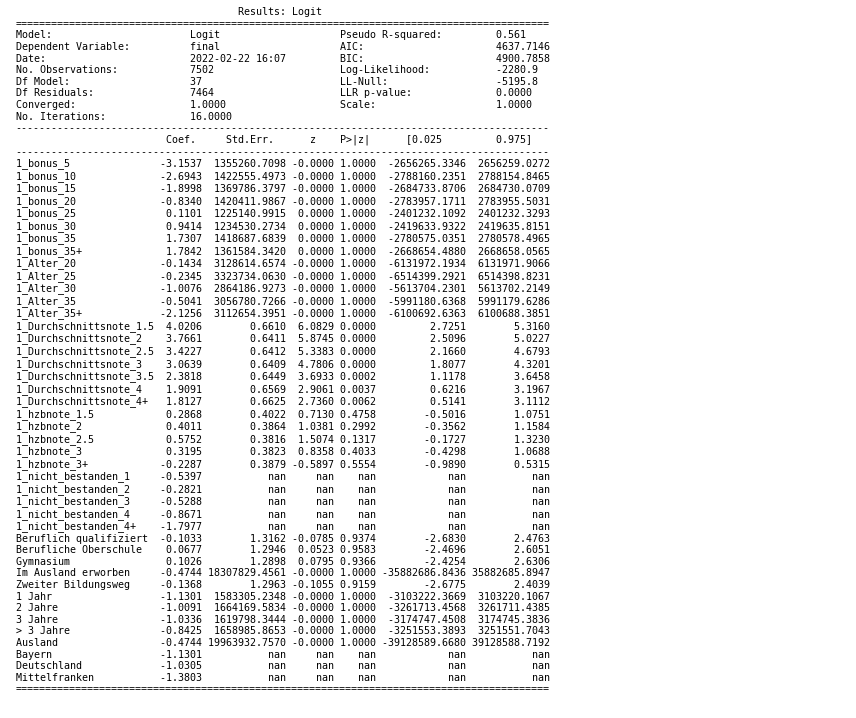 Results: Logit
=====================================================================================
Model: Logit Pseudo R-squared: 0.561
Dependent Variable: final AIC: 4637.7146
Date: 2022-02-22 16:07 BIC: 4900.7858
No. Observations: 7502 Log-Likelihood: -2280.9
Df Model: 37 LL-Null: -5195.8
Df Residuals: 7464 LLR p-value: 0.0000
Converged: 1.0000 Scale: 1.0000
No. Iterations: 16.0000
-------------------------------------------------------------------------------------
Coef. Std.Err. z P>|z| [0.025 0.975]
-------------------------------------------------------------------------------------
1_bonus_5 -3.1537 1355260.7098 -0.0000 1.0000 -2656265.3346 2656259.0272
1_bonus_10 -2.6943 1422555.4973 -0.0000 1.0000 -2788160.2351 2788154.8465
1_bonus_15 -1.8998 1369786.3797 -0.0000 1.0000 -2684733.8706 2684730.0709
1_bonus_20 -0.8340 1420411.9867 -0.0000 1.0000 -2783957.1711 2783955.5031
1_bonus_25 0.1101 1225140.9915 0.0000 1.0000 -2401232.1092 2401232.3293
1_bonus_30 0.9414 1234530.2734 0.0000 1.0000 -2419633.9322 2419635.8151
1_bonus_35 1.7307 1418687.6839 0.0000 1.0000 -2780575.0351 2780578.4965
1_bonus_35+ 1.7842 1361584.3420 0.0000 1.0000 -2668654.4880 2668658.0565
1_Alter_20 -0.1434 3128614.6574 -0.0000 1.0000 -6131972.1934 6131971.9066
1_Alter_25 -0.2345 3323734.0630 -0.0000 1.0000 -6514399.2921 6514398.8231
1_Alter_30 -1.0076 2864186.9273 -0.0000 1.0000 -5613704.2301 5613702.2149
1_Alter_35 -0.5041 3056780.7266 -0.0000 1.0000 -5991180.6368 5991179.6286
1_Alter_35+ -2.1256 3112654.3951 -0.0000 1.0000 -6100692.6363 6100688.3851
1_Durchschnittsnote_1.5 4.0206 0.6610 6.0829 0.0000 2.7251 5.3160
1_Durchschnittsnote_2 3.7661 0.6411 5.8745 0.0000 2.5096 5.0227
1_Durchschnittsnote_2.5 3.4227 0.6412 5.3383 0.0000 2.1660 4.6793
1_Durchschnittsnote_3 3.0639 0.6409 4.7806 0.0000 1.8077 4.3201
1_Durchschnittsnote_3.5 2.3818 0.6449 3.6933 0.0002 1.1178 3.6458
1_Durchschnittsnote_4 1.9091 0.6569 2.9061 0.0037 0.6216 3.1967
1_Durchschnittsnote_4+ 1.8127 0.6625 2.7360 0.0062 0.5141 3.1112
1_hzbnote_1.5 0.2868 0.4022 0.7130 0.4758 -0.5016 1.0751
1_hzbnote_2 0.4011 0.3864 1.0381 0.2992 -0.3562 1.1584
1_hzbnote_2.5 0.5752 0.3816 1.5074 0.1317 -0.1727 1.3230
1_hzbnote_3 0.3195 0.3823 0.8358 0.4033 -0.4298 1.0688
1_hzbnote_3+ -0.2287 0.3879 -0.5897 0.5554 -0.9890 0.5315
1_nicht_bestanden_1 -0.5397 nan nan nan nan nan
1_nicht_bestanden_2 -0.2821 nan nan nan nan nan
1_nicht_bestanden_3 -0.5288 nan nan nan nan nan
1_nicht_bestanden_4 -0.8671 nan nan nan nan nan
1_nicht_bestanden_4+ -1.7977 nan nan nan nan nan
Beruflich qualifiziert -0.1033 1.3162 -0.0785 0.9374 -2.6830 2.4763
Berufliche Oberschule 0.0677 1.2946 0.0523 0.9583 -2.4696 2.6051
Gymnasium 0.1026 1.2898 0.0795 0.9366 -2.4254 2.6306
Im Ausland erworben -0.4744 18307829.4561 -0.0000 1.0000 -35882686.8436 35882685.8947
Zweiter Bildungsweg -0.1368 1.2963 -0.1055 0.9159 -2.6775 2.4039
1 Jahr -1.1301 1583305.2348 -0.0000 1.0000 -3103222.3669 3103220.1067
2 Jahre -1.0091 1664169.5834 -0.0000 1.0000 -3261713.4568 3261711.4385
3 Jahre -1.0336 1619798.3444 -0.0000 1.0000 -3174747.4508 3174745.3836
> 3 Jahre -0.8425 1658985.8653 -0.0000 1.0000 -3251553.3893 3251551.7043
Ausland -0.4744 19963932.7570 -0.0000 1.0000 -39128589.6680 39128588.7192
Bayern -1.1301 nan nan nan nan nan
Deutschland -1.0305 nan nan nan nan nan
Mittelfranken -1.3803 nan nan nan nan nan
=====================================================================================